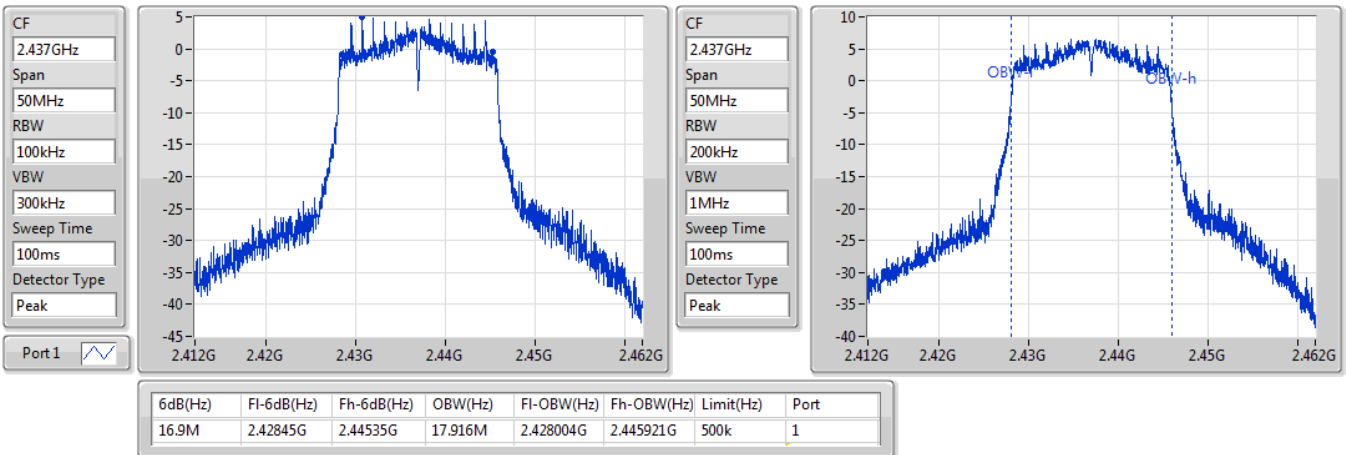 CF
2.437GHz
Span
50MHz
RBW
100kHz
VBW
300kHz
Sweep Time
100ms
Detector Type
Peak
Port 1
5
0
-5
-10
-15
-20
-25
-30
-35
-40
-45
2.412G 2.42G 2.43G 2.44G 2.45G 2.462G
CF
2.437GHz
Span
50MHz
RBW
200kHz
VBW
1MHz
Sweep Time
100ms
Detector Type
Peak
10
5
0
-5
-10
-15
-20
-25
-30
-35
-40
OBW-h
2.412G 2.42G 2.43G 2.44G 2.45G 2.462G
6dB(Hz) Fl-6dB(Hz) Fh-6dB(Hz) OBW(Hz) Fl-OBW(Hz) Fh-OBW(Hz) Limit(Hz) Port
16.9M 2.42845G 2.44535G 17.916M 2.428004G 2.445921G 500k 1